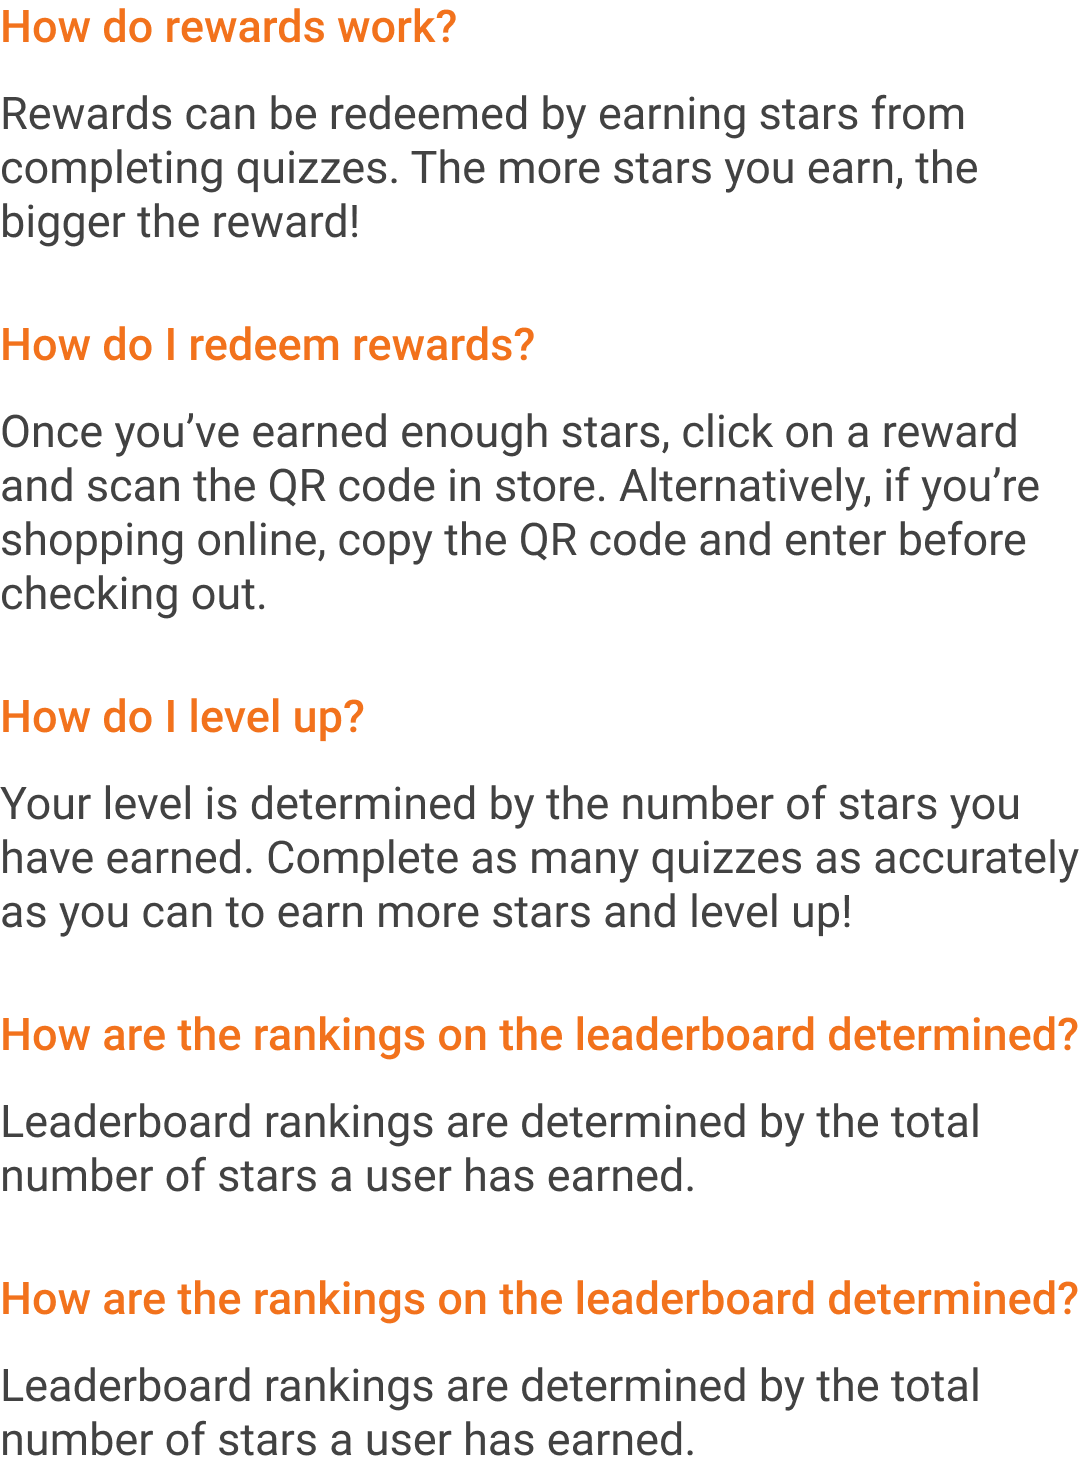 How do rewards work?
Rewards can be redeemed by earning stars from
completing quizzes. The more stars you earn, the
bigger the reward!
How do I redeem rewards?
Once you’ve earned enough stars, click on a reward
and scan the QR code in store. Alternatively, if you’re
shopping online, copy the QR code and enter before
checking out.
How do I level up?
Your level is determined by the number of stars you
have earned. Complete as many quizzes as accurately
as you can to earn more stars and level up!
How are the rankings on the leaderboard determined?
Leaderboard rankings are determined by the total
number of stars a user has earned.
How are the rankings on the leaderboard determined?
Leaderboard rankings are determined by the total
number of stars a user has earned.